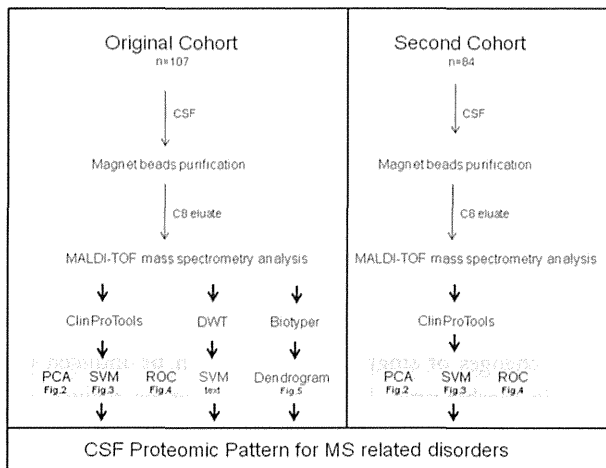 Original Cohort
n=107
CSF
Magnet beads purification
C8 eluate
MALDI-TOF mass spectrometry analysis
ClinProTools DWT Biotyper
PCA SVM ROC SVM Dendrogram
Fig.2 Fig.3 Fig.4 text Fig.5
Second Cohort
n=84
CSF
Magnet beads purification
C8 eluate
MALDI-TOF mass spectrometry analysis
ClinProTools
PCA SVM ROC
Fig.2 Fig.3 Fig.4
CSF Proteomic Pattern for MS related disorders